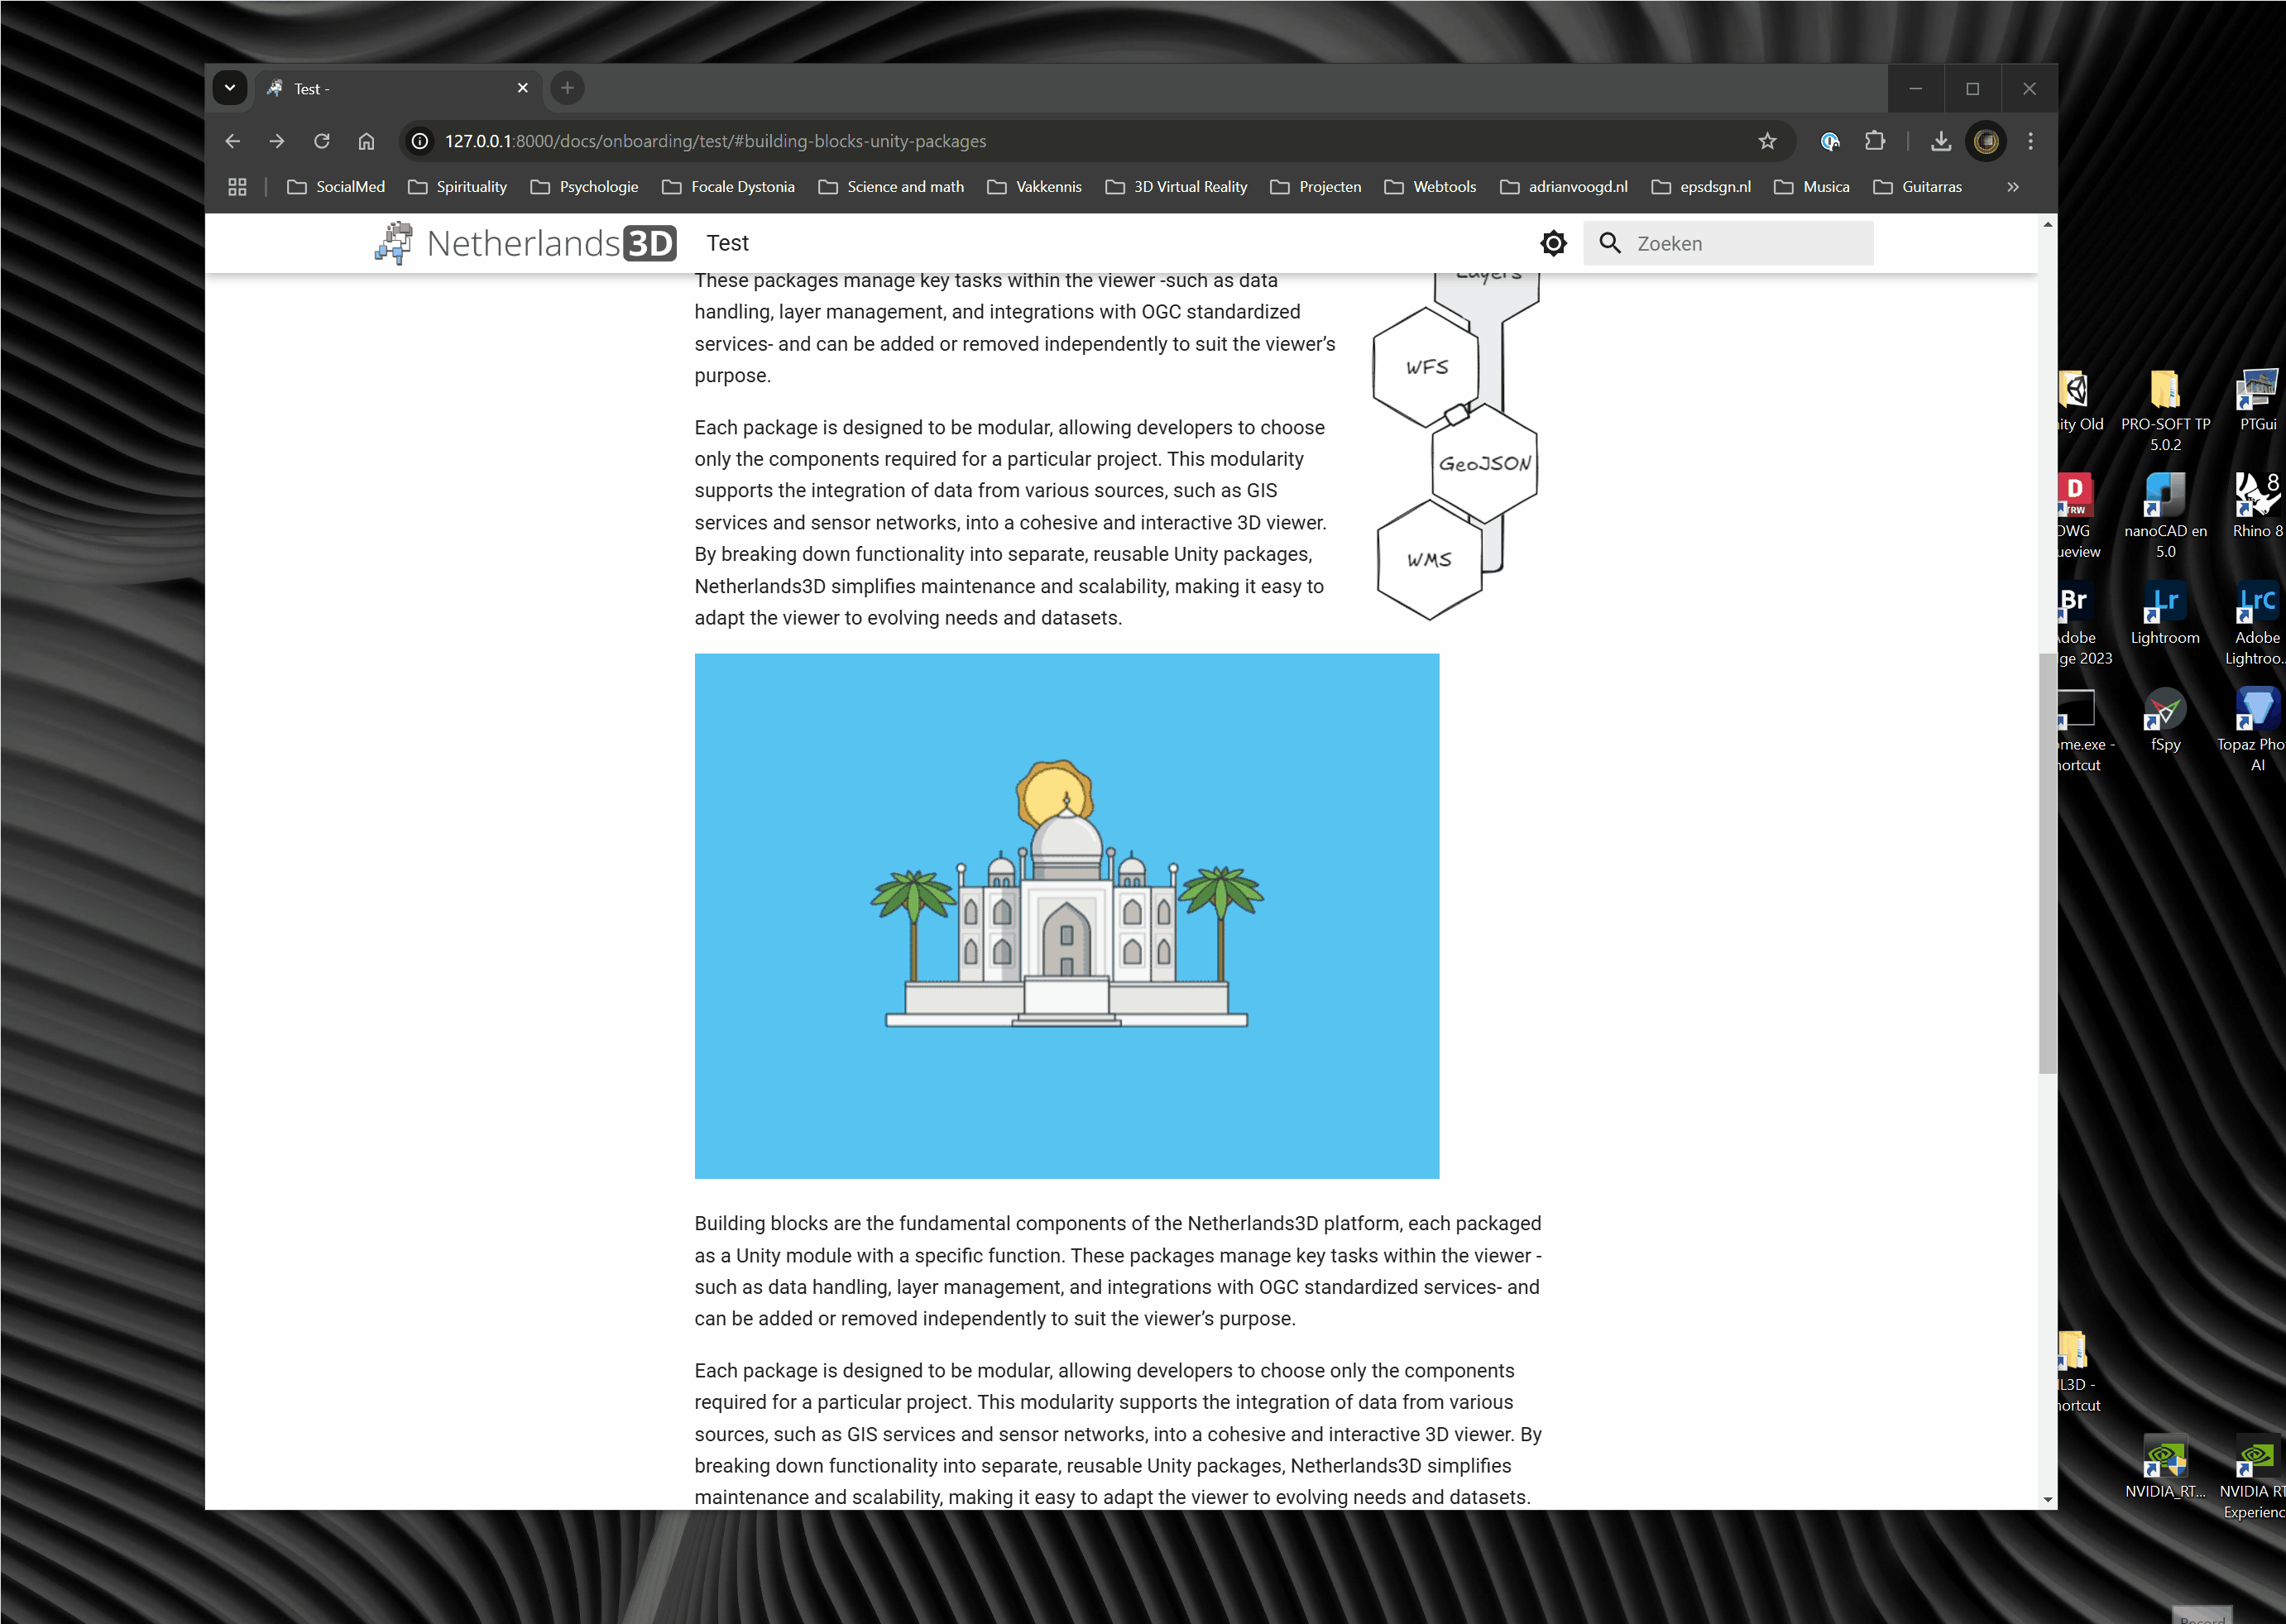 Test -
127.0.0.1:8000/docs/onboarding/test/#building-blocks-unity-packages
SocialMed
Spirituality
Psychologie
Focale Dystonia
Science and math
Vakkennis
3D Virtual Reality
Projecten
Webtools
adrianvoogd.nl
epsdsgn.nl
Musica
Guitarras
Netherlands3D
Test
Zoeken
These packages manage key tasks within the viewer -such as data
handling, layer management, and integrations with OGC standardized
services- and can be added or removed independently to suit the viewer’s
purpose.
Each package is designed to be modular, allowing developers to choose
only the components required for a particular project. This modularity
supports the integration of data from various sources, such as GIS
services and sensor networks, into a cohesive and interactive 3D viewer.
By breaking down functionality into separate, reusable Unity packages,
Netherlands3D simplifies maintenance and scalability, making it easy to
adapt the viewer to evolving needs and datasets.
Layers
WFS
GeoJSON
WMS
Building blocks are the fundamental components of the Netherlands3D platform, each packaged
as a Unity module with a specific function. These packages manage key tasks within the viewer -
such as data handling, layer management, and integrations with OGC standardized services- and
can be added or removed independently to suit the viewer’s purpose.
Each package is designed to be modular, allowing developers to choose only the components
required for a particular project. This modularity supports the integration of data from various
sources, such as GIS services and sensor networks, into a cohesive and interactive 3D viewer. By
breaking down functionality into separate, reusable Unity packages, Netherlands3D simplifies
maintenance and scalability, making it easy to adapt the viewer to evolving needs and datasets.
ity Old
PRO-SOFT TP
5.0.2
PTGui
D
TRW
DWG
ueview
nanoCAD en
5.0
8
Rhino 8
Br
Adobe
ge 2023
Lr
Lightroom
LrC
Adobe
Lightroo...
ome.exe -
hortcut
fSpy
Topaz Pho
AI
L3D -
hortcut
NVIDIA_RT...
NVIDIA RT
Experienc
Record